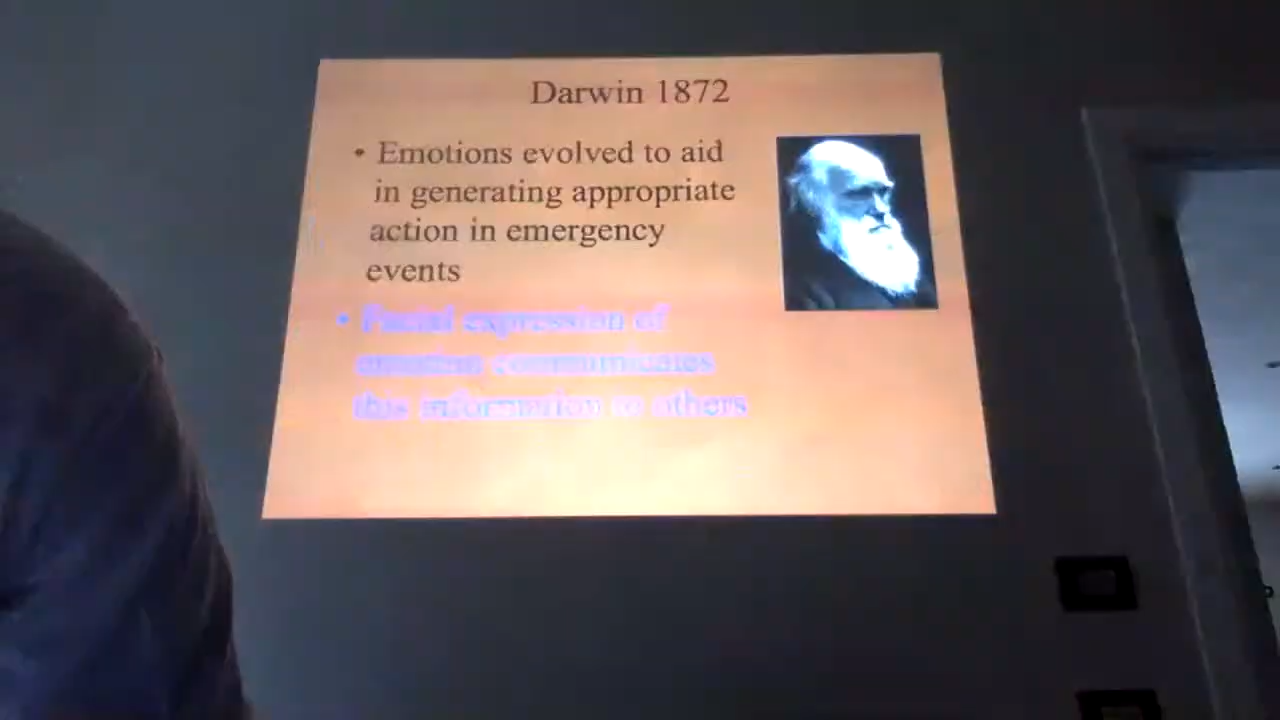 Darwin 1872
• Emotions evolved to aid
in generating appropriate
action in emergency
events
• Facial expression of
emotion communicates
this information to others